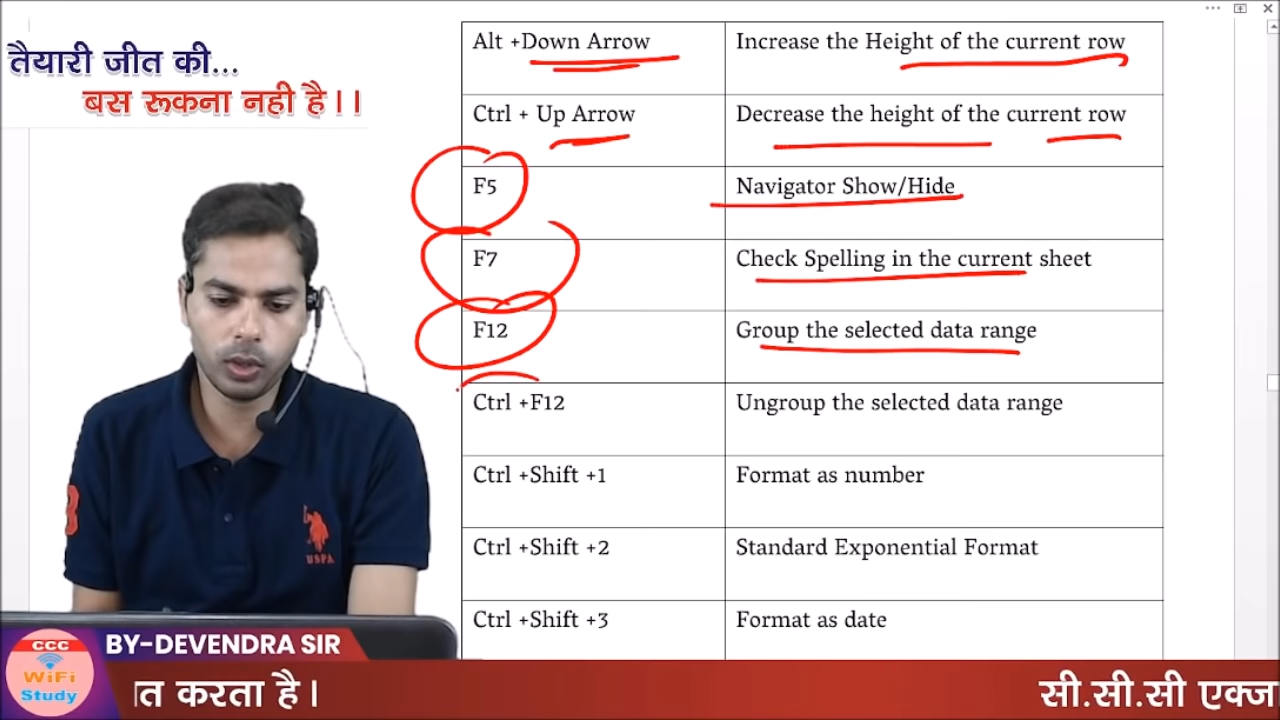 तैयारी जीत की...
बस रूकना नही है।।
Alt +Down Arrow Increase the Height of the current row
Ctrl + Up Arrow Decrease the height of the current row
F5 Navigator Show/Hide
F7 Check Spelling in the current sheet
F12 Group the selected data range
Ctrl +F12 Ungroup the selected data range
Ctrl +Shift +1 Format as number
Ctrl +Shift +2 Standard Exponential Format
Ctrl +Shift +3 Format as date
3
USPA
CCC
WiFi
Study
BY-DEVENDRA SIR
करता है।
सी.सी.सी